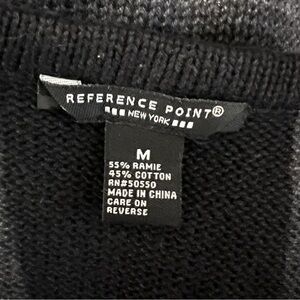 REFERENCE POINT®
NEW YORK
M
55% RAMIE
45% COTTON
RN#50550
MADE IN CHINA
CARE ON
REVERSE